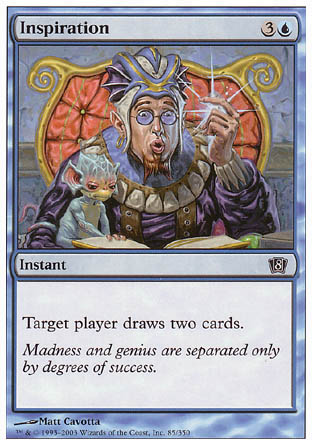 Inspiration 3
Instant 8
Target player draws two cards.
Madness and genius are separated only
by degrees of success.
Matt Cavotta
™ & © 1993-2003 Wizards of the Coast, Inc. 85/350